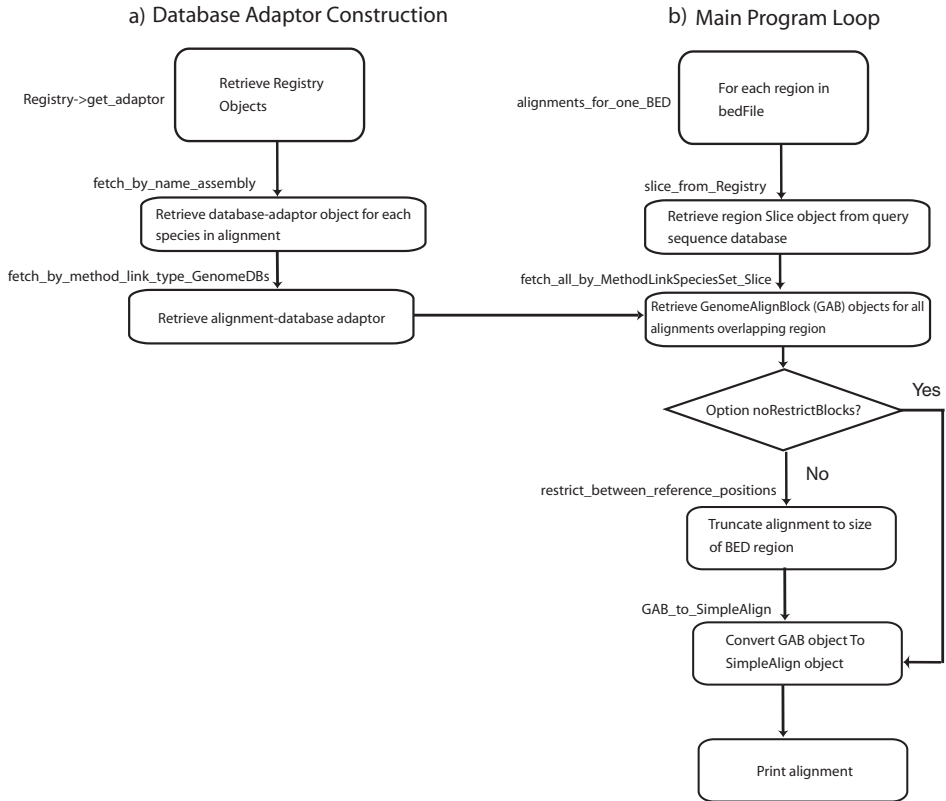 a) Database Adaptor Construction
Registry->get_adaptor
Retrieve Registry
Objects
fetch_by_name_assembly
Retrieve database-adaptor object for each
species in alignment
fetch_by_method_link_type_GenomeDBs
Retrieve alignment-database adaptor
b) Main Program Loop
alignments_for_one_BED
For each region in
bedFile
slice_from_Registry
Retrieve region Slice object from query
sequence database
fetch_all_by_MethodLinkSpeciesSet_Slice
Retrieve GenomeAlignBlock (GAB) objects for all
alignments overlapping region
Option noRestrictBlocks?
Yes
No
restrict_between_reference_positions
Truncate alignment to size
of BED region
GAB_to_SimpleAlign
Convert GAB object To
SimpleAlign object
Print alignment